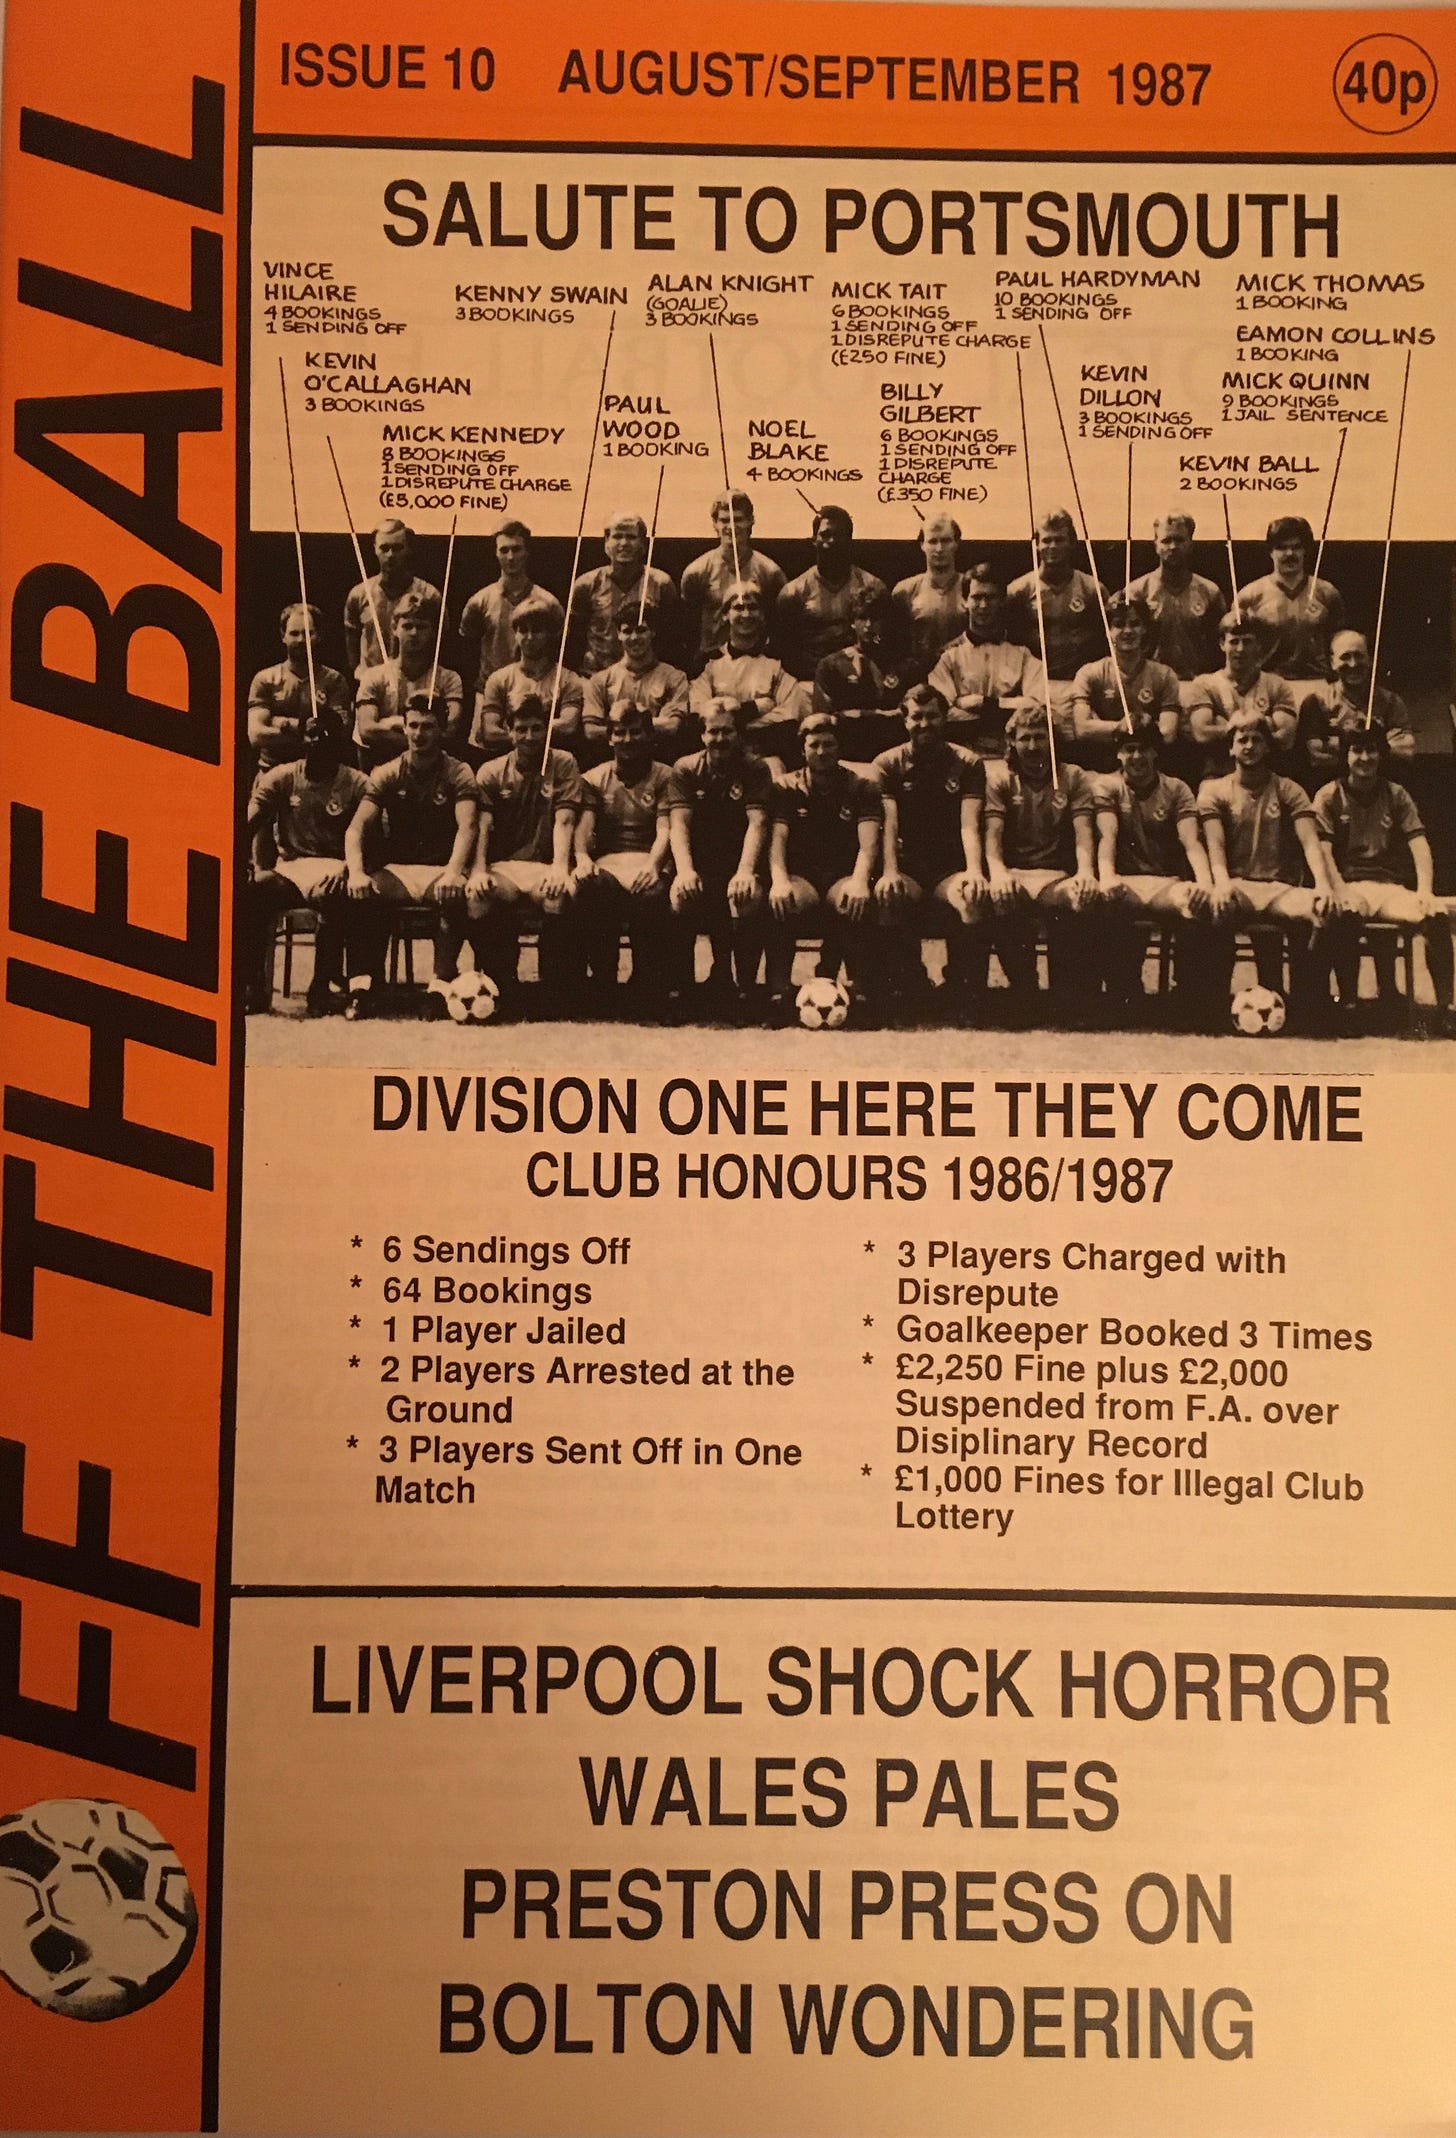 OFF THE BALL
ISSUE 10 AUGUST/SEPTEMBER 1987 40p
SALUTE TO PORTSMOUTH
VINCE
HILAIRE
4 BOOKINGS
1 SENDING OFF
KEVIN
O'CALLAGHAN
3 BOOKINGS
MICK KENNEDY
8 BOOKINGS
1 SENDING OFF
1 DISREPUTE CHARGE
(£5,000 FINE)
KENNY SWAIN
3 BOOKINGS
PAUL
WOOD
1 BOOKING
ALAN KNIGHT
(GOALIE)
3 BOOKINGS
NOEL
BLAKE
4 BOOKINGS
MICK TAIT
6 BOOKINGS
1 SENDING OFF
1 DISREPUTE CHARGE
(£250 FINE)
BILLY
GILBERT
6 BOOKINGS
1 SENDING OFF
1 DISREPUTE
CHARGE
(£350 FINE)
PAUL HARDYMAN
10 BOOKINGS
1 SENDING OFF
KEVIN
DILLON
3 BOOKINGS
1 SENDING OFF
MICK THOMAS
1 BOOKING
EAMON COLLINS
1 BOOKING
MICK QUINN
9 BOOKINGS
1 JAIL SENTENCE
KEVIN BALL
2 BOOKINGS
DIVISION ONE HERE THEY COME
CLUB HONOURS 1986/1987
* 6 Sendings Off
* 64 Bookings
* 1 Player Jailed
* 2 Players Arrested at the
Ground
* 3 Players Sent Off in One
Match
* 3 Players Charged with
Disrepute
* Goalkeeper Booked 3 Times
* £2,250 Fine plus £2,000
Suspended from F.A. over
Disiplinary Record
* £1,000 Fines for Illegal Club
Lottery
LIVERPOOL SHOCK HORROR
WALES PALES
PRESTON PRESS ON
BOLTON WONDERING